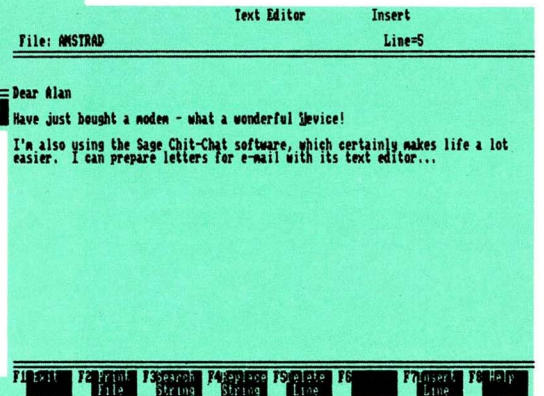 Text Editor Insert
File: AMSTRAD Line=5
Dear Alan
Have just bought a modem - what a wonderful device!
I'm also using the Sage Chit-Chat software, which certainly makes life a lot
easier. I can prepare letters for e-mail with its text editor...
F1 Exit F2 Print F3 Search F4 Replace F5 Delete F6 F7 Insert F8 Help
File String String Line Line